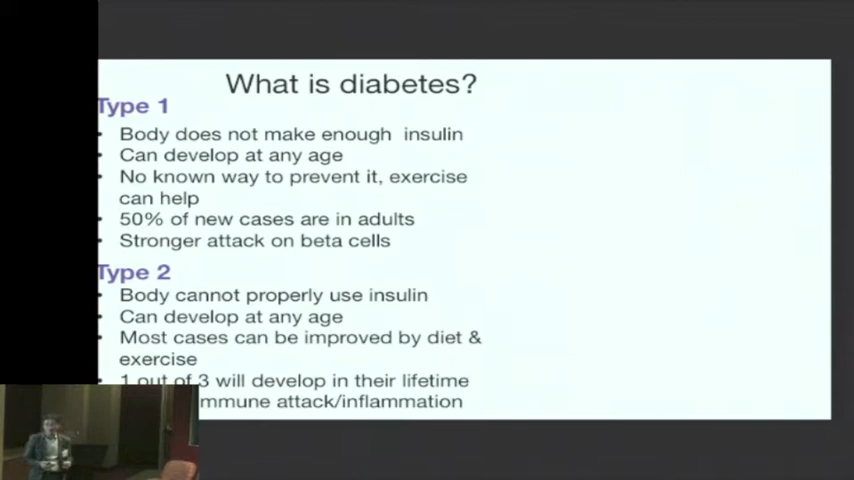 What is diabetes?
Type 1
• Body does not make enough insulin
• Can develop at any age
• No known way to prevent it, exercise
can help
• 50% of new cases are in adults
• Stronger attack on beta cells
Type 2
• Body cannot properly use insulin
• Can develop at any age
• Most cases can be improved by diet &
exercise
• 1 out of 3 will develop in their lifetime
attack/inflammation